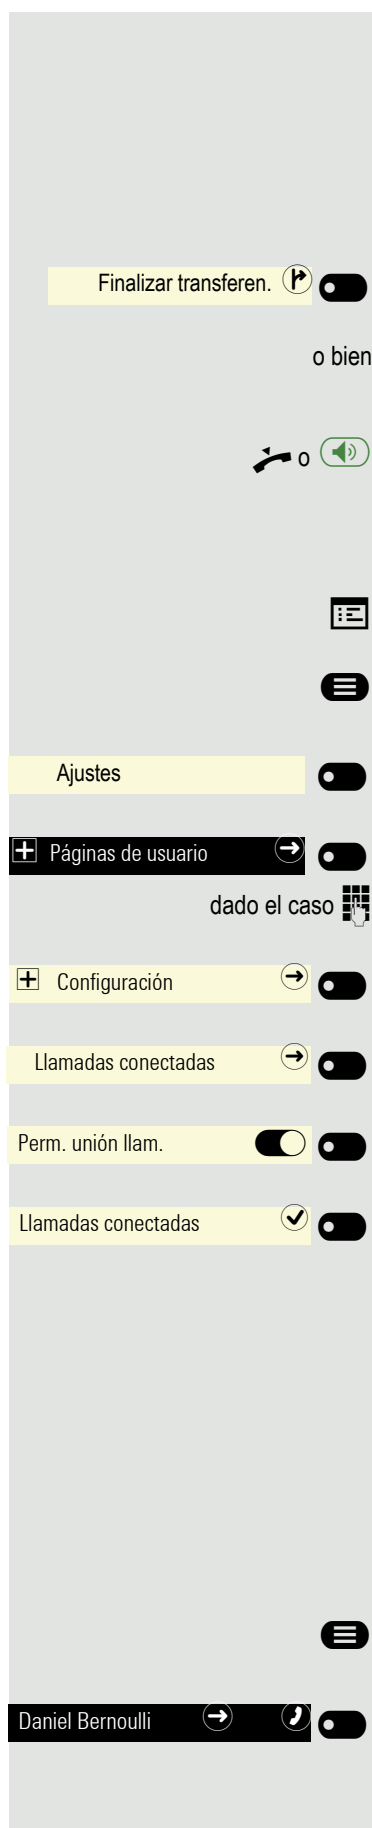 Finalizar transferen.
o bien
o
Ajustes
Páginas de usuario
dado el caso
Configuración
Llamadas conectadas
Perm. unión llam.
Llamadas conectadas
Daniel Bernoulli